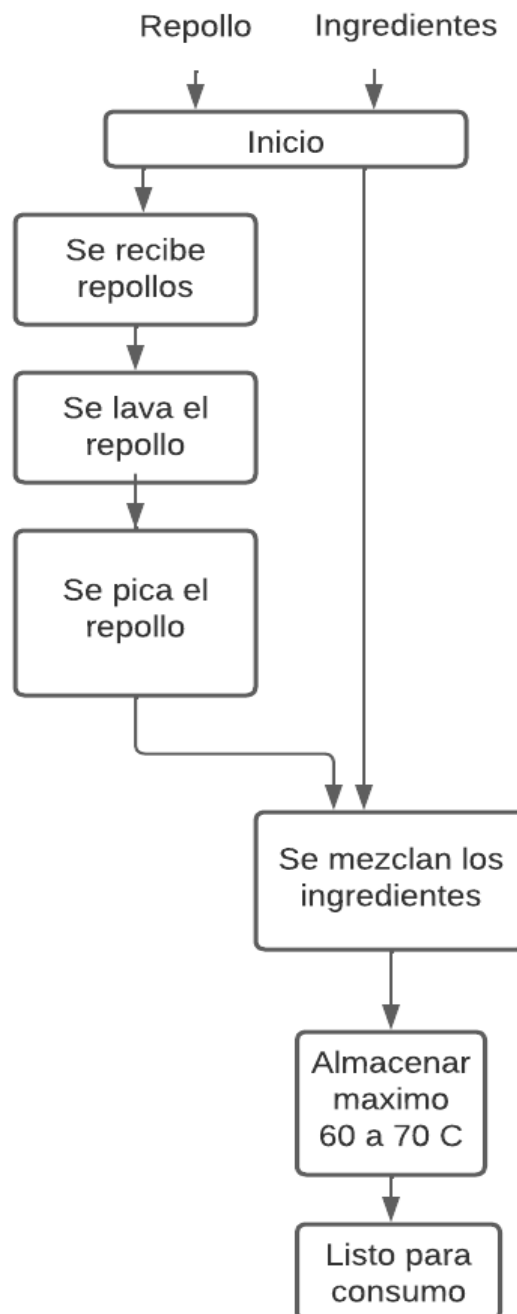 Repollo
Ingredientes
Inicio
Se recibe
repollos
Se lava el
repollo
Se pica el
repollo
Se mezclan los
ingredientes
Almacenar
maximo
60 a 70 C
Listo para
consumo